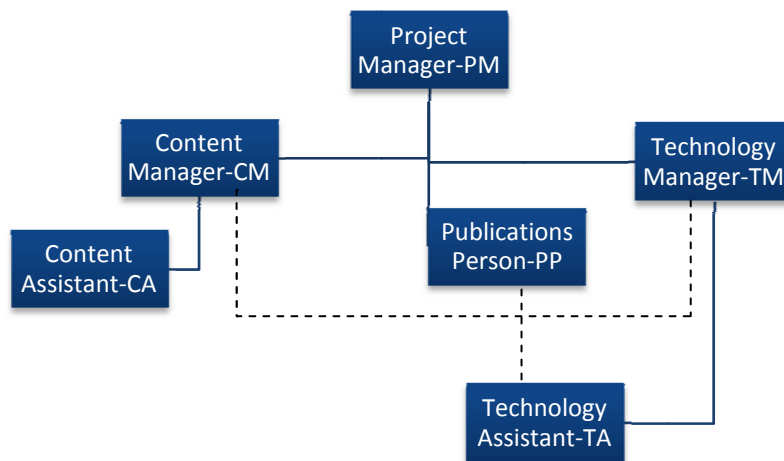 Project
Manager-PM
Content
Manager-CM
Technology
Manager-TM
Publications
Person-PP
Content
Assistant-CA
Technology
Assistant-TA